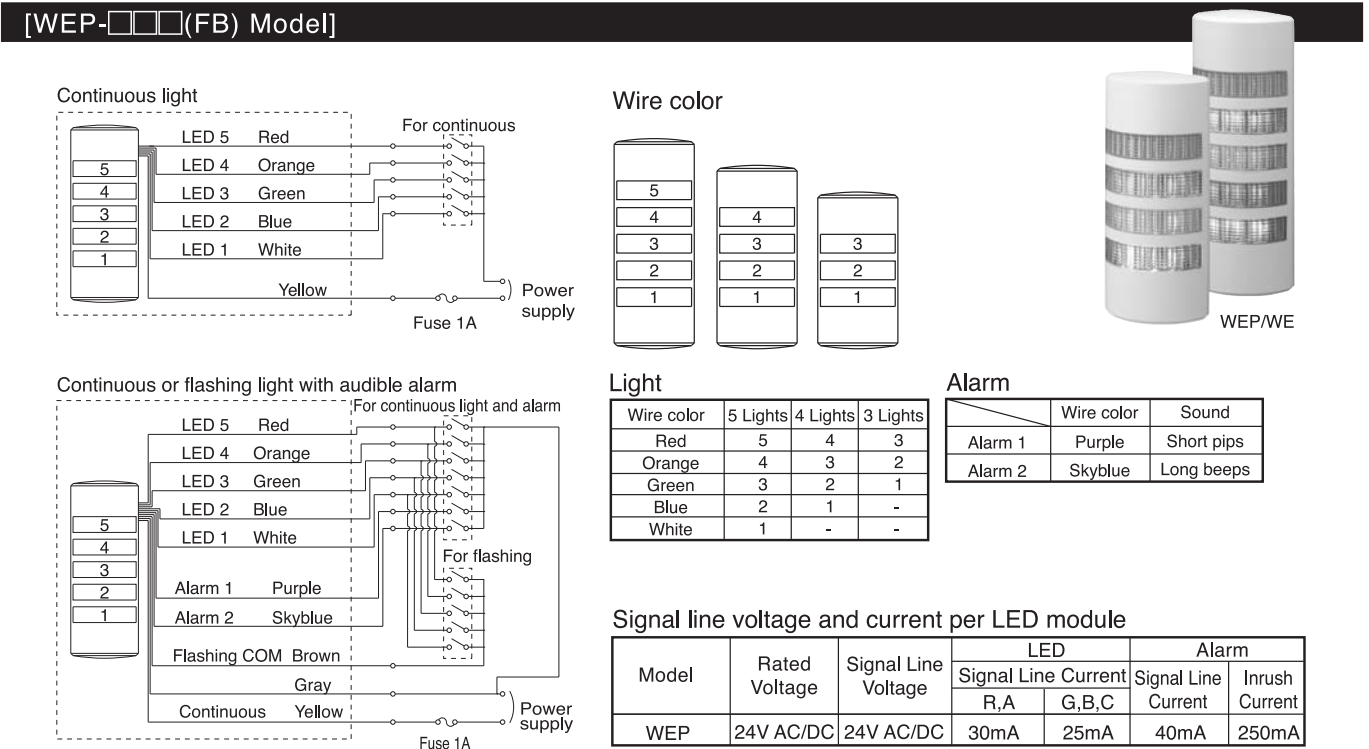 [WEP-□□□(FB) Model]
Continuous light
LED 5 Red
LED 4 Orange
LED 3 Green
LED 2 Blue
LED 1 White
Yellow
5
4
3
2
1
For continuous
Fuse 1A
Power
supply
Wire color
5
4
3
2
1
4
3
2
1
3
2
1
WEP/WE
Continuous or flashing light with audible alarm
For continuous light and alarm
LED 5 Red
LED 4 Orange
LED 3 Green
LED 2 Blue
LED 1 White
Alarm 1 Purple
Alarm 2 Skyblue
Flashing COM Brown
Gray
Continuous Yellow
5
4
3
2
1
For flashing
Fuse 1A
Power
supply
Light
Wire color 5 Lights 4 Lights 3 Lights
Red 5 4 3
Orange 4 3 2
Green 3 2 1
Blue 2 1 -
White 1 - -
Alarm
Wire color Sound
Alarm 1 Purple Short pips
Alarm 2 Skyblue Long beeps
Signal line voltage and current per LED module
Model Rated Voltage Signal Line Voltage LED Alarm
Signal Line Current Signal Line Current Inrush Current
R,A G,B,C
WEP 24V AC/DC 24V AC/DC 30mA 25mA 40mA 250mA